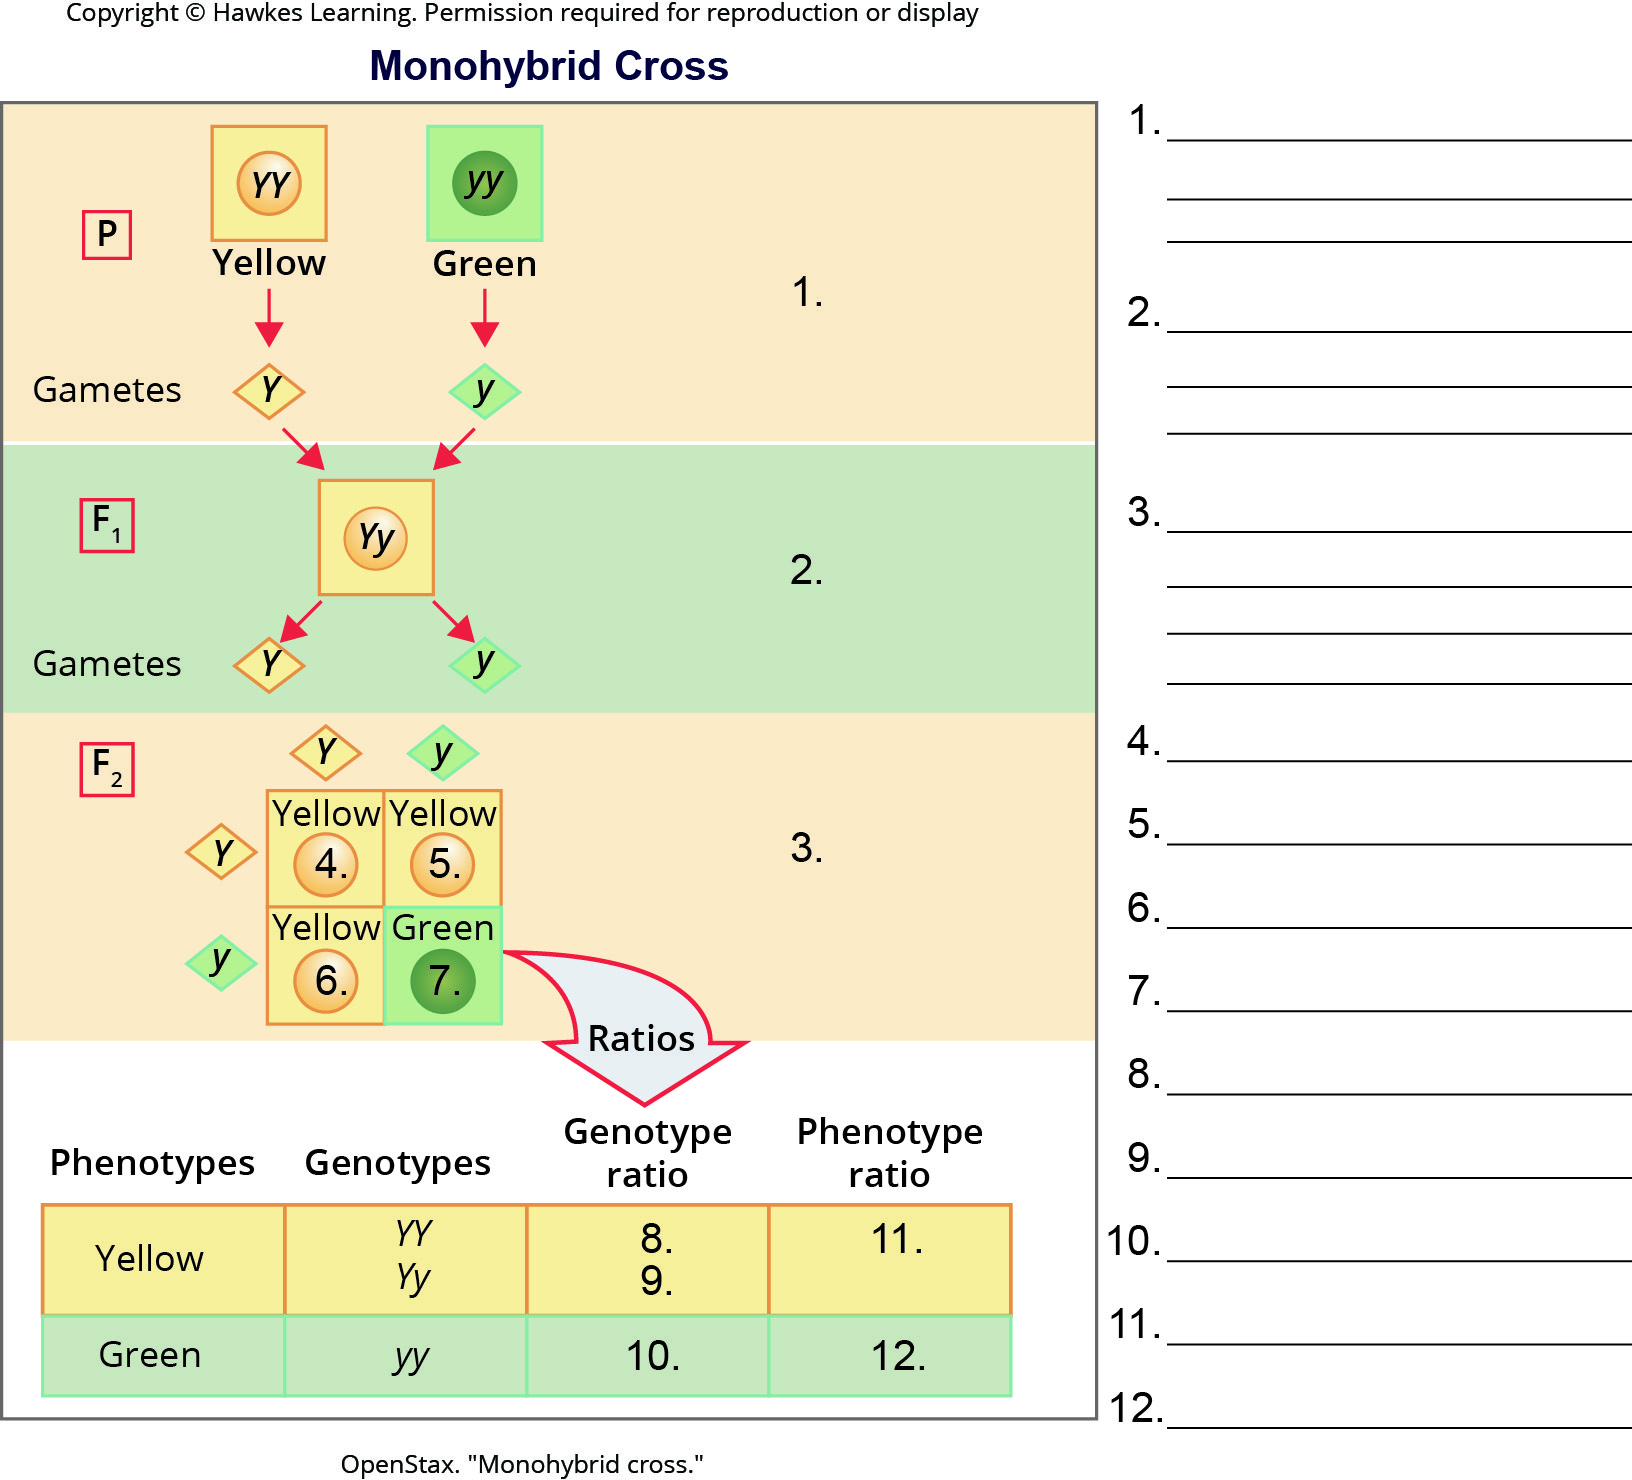 Copyright © Hawkes Learning. Permission required for reproduction or display
Monohybrid Cross
YY
yy
P
Yellow
Green
1.
Gametes
Y
y
F1
Yy
2.
Gametes
Y
y
F2
Y
y
Yellow
Yellow
Y
4.
5.
3.
Yellow
Green
y
6.
7.
Ratios
Phenotypes
Genotypes
Genotype
ratio
Phenotype
ratio
Yellow
YY
Yy
8.
9.
11.
Green
yy
10.
12.
1.
2.
3.
4.
5.
6.
7.
8.
9.
10.
11.
12.
OpenStax. "Monohybrid cross."